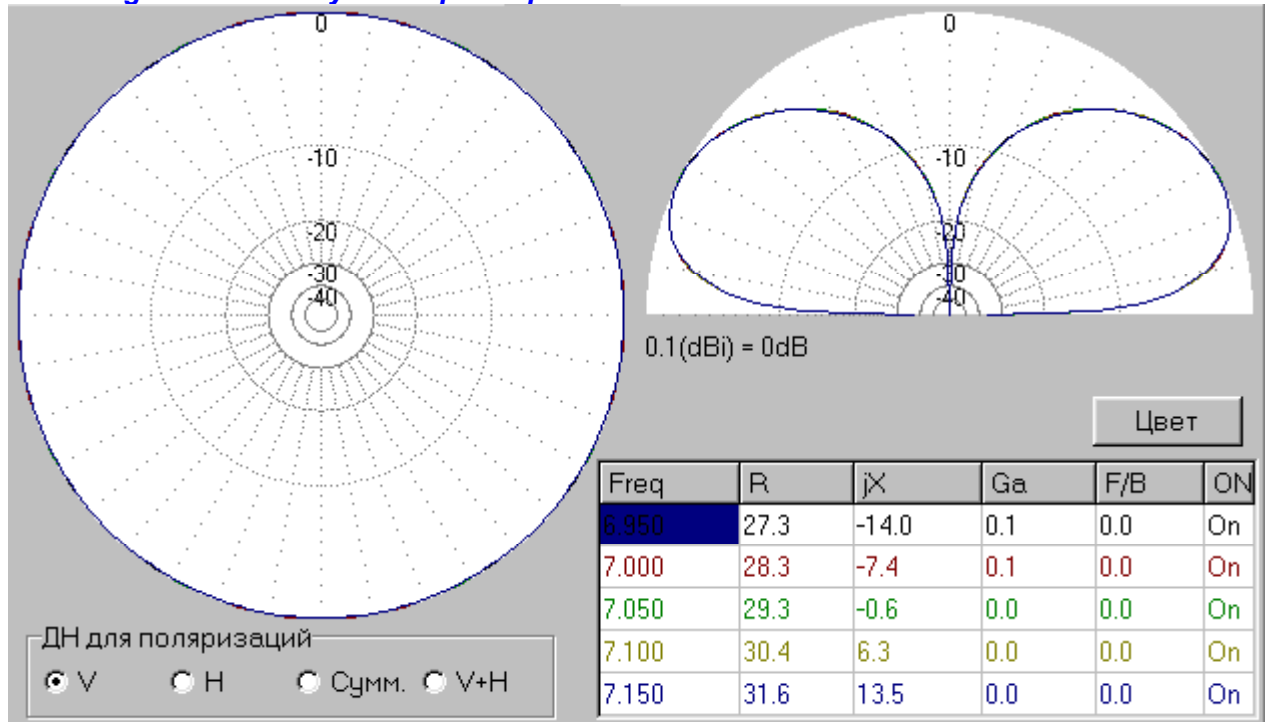 0
-10
-20
-30
-40
0
-10
-20
-30
-40
0.1(dBi) = 0dB
Цвет
Freq R jX Ga F/B ON
6.950 27.3 -14.0 0.1 0.0 On
7.000 28.3 -7.4 0.1 0.0 On
7.050 29.3 -0.6 0.0 0.0 On
7.100 30.4 6.3 0.0 0.0 On
7.150 31.6 13.5 0.0 0.0 On
ДН для поляризаций
V H Сумм. V+H